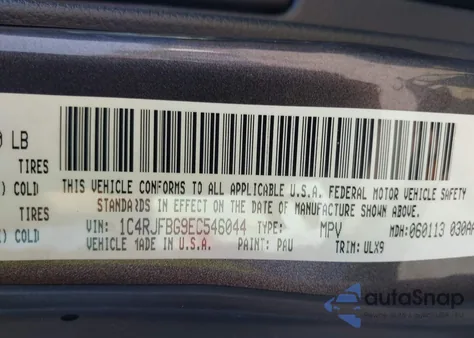 0 LB
TIRES
) COLD
THIS VEHICLE CONFORMS TO ALL APPLICABLE U.S.A. FEDERAL MOTOR VEHICLE SAFETY
STANDARDS IN EFFECT ON THE DATE OF MANUFACTURE SHOWN ABOVE.
TIRES
) COLD
VIN: 1C4RJFBG9EC546044 TYPE: MPV MDH: 060113 030AA
VEHICLE MADE IN U.S.A. PAINT: PAU TRIM: ULX9
autoSnap